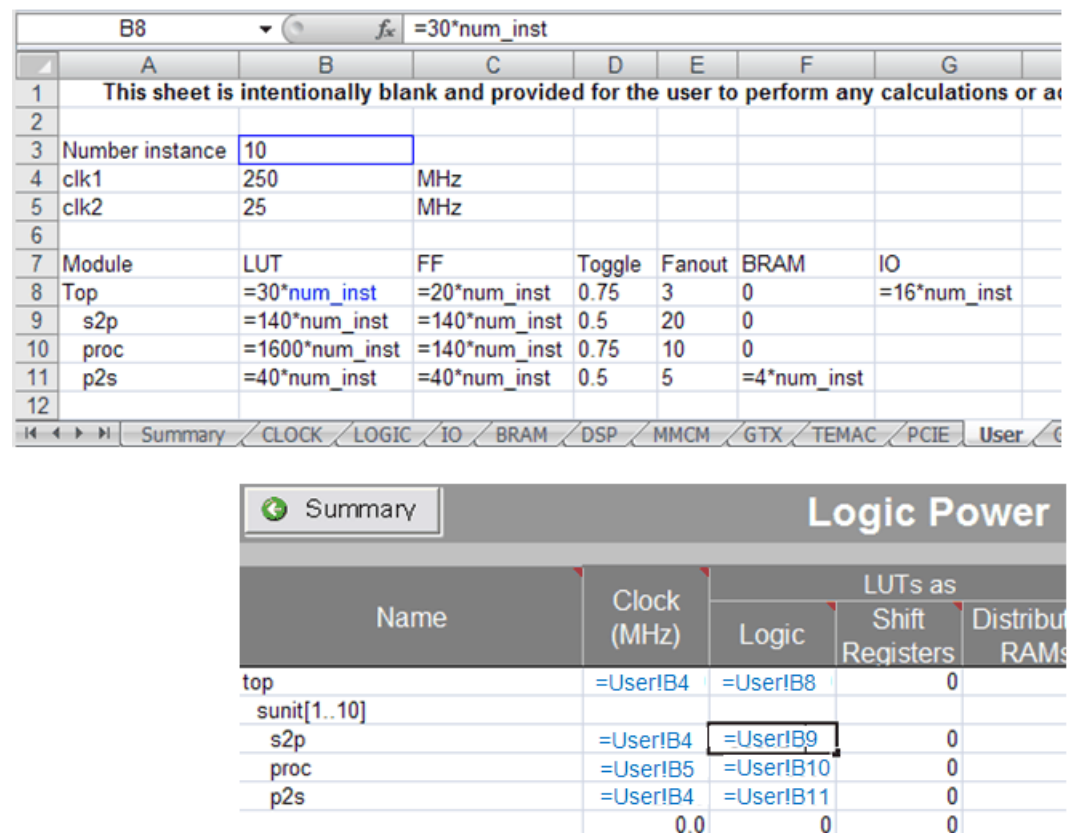 B8 fx =30*num_inst
A B C D E F G
1 This sheet is intentionally blank and provided for the user to perform any calculations or
2
3 Number instance 10
4 clk1 250 MHz
5 clk2 25 MHz
6
7 Module LUT FF Toggle Fanout BRAM IO
8 Top =30*num_inst =20*num_inst 0.75 3 0 =16*num_inst
9 s2p =140*num_inst =140*num_inst 0.5 20 0
10 proc =1600*num_inst =140*num_inst 0.75 10 0
11 p2s =40*num_inst =40*num_inst 0.5 5 =4*num_inst
12
Summary CLOCK LOGIC IO BRAM DSP MMCM GTX TEMAC PCIE User G
Summary Logic Power
Name Clock (MHz) LUTs as
Logic Shift Registers Distribut RAMs
top =User!B4 =User!B8 0
sunit[1..10]
s2p =User!B4 =User!B9 0
proc =User!B5 =User!B10 0
p2s =User!B4 =User!B11 0
0.0 0 0